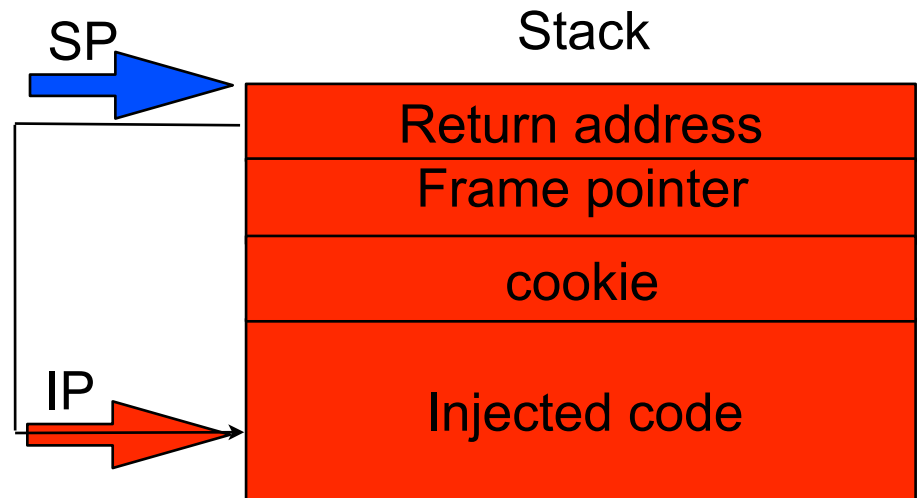 SP
Stack
Return address
Frame pointer
cookie
IP
Injected code